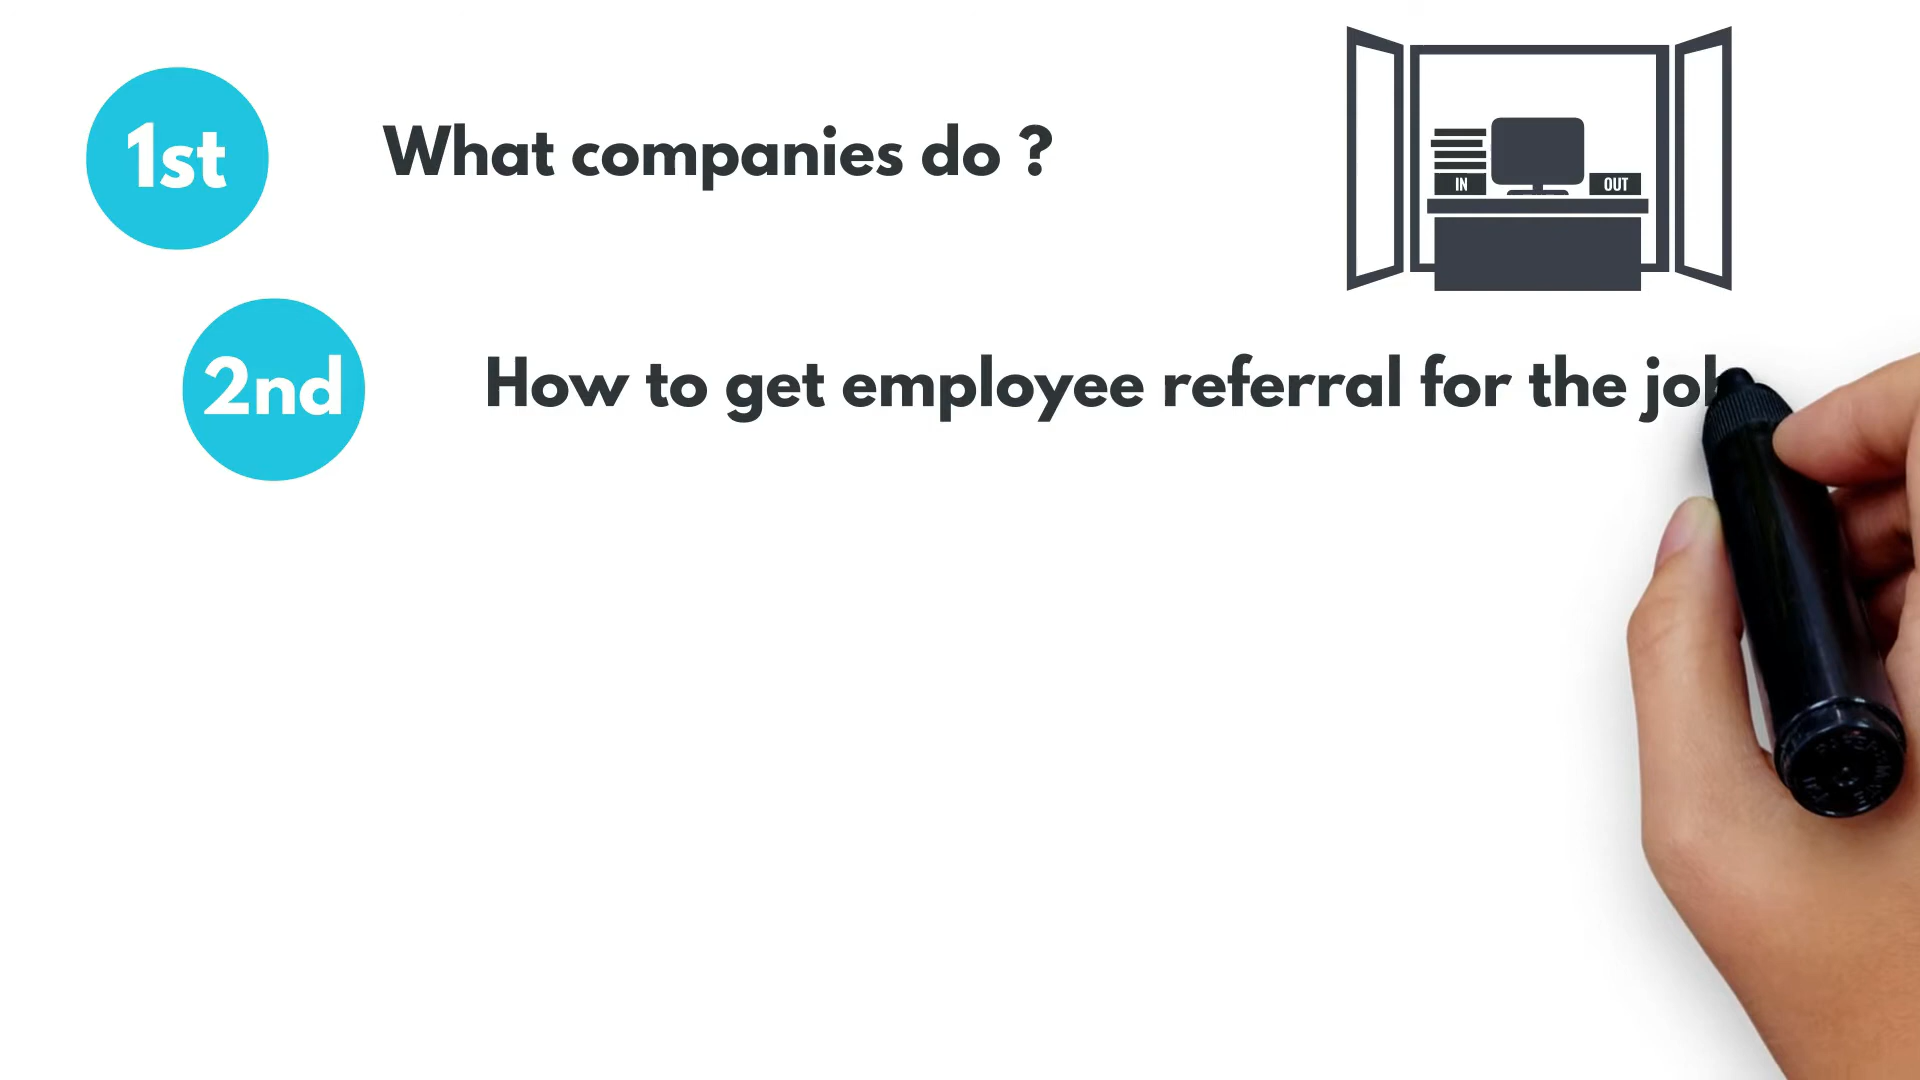 1st
What companies do ?
IN
OUT
2nd
How to get employee referral for the